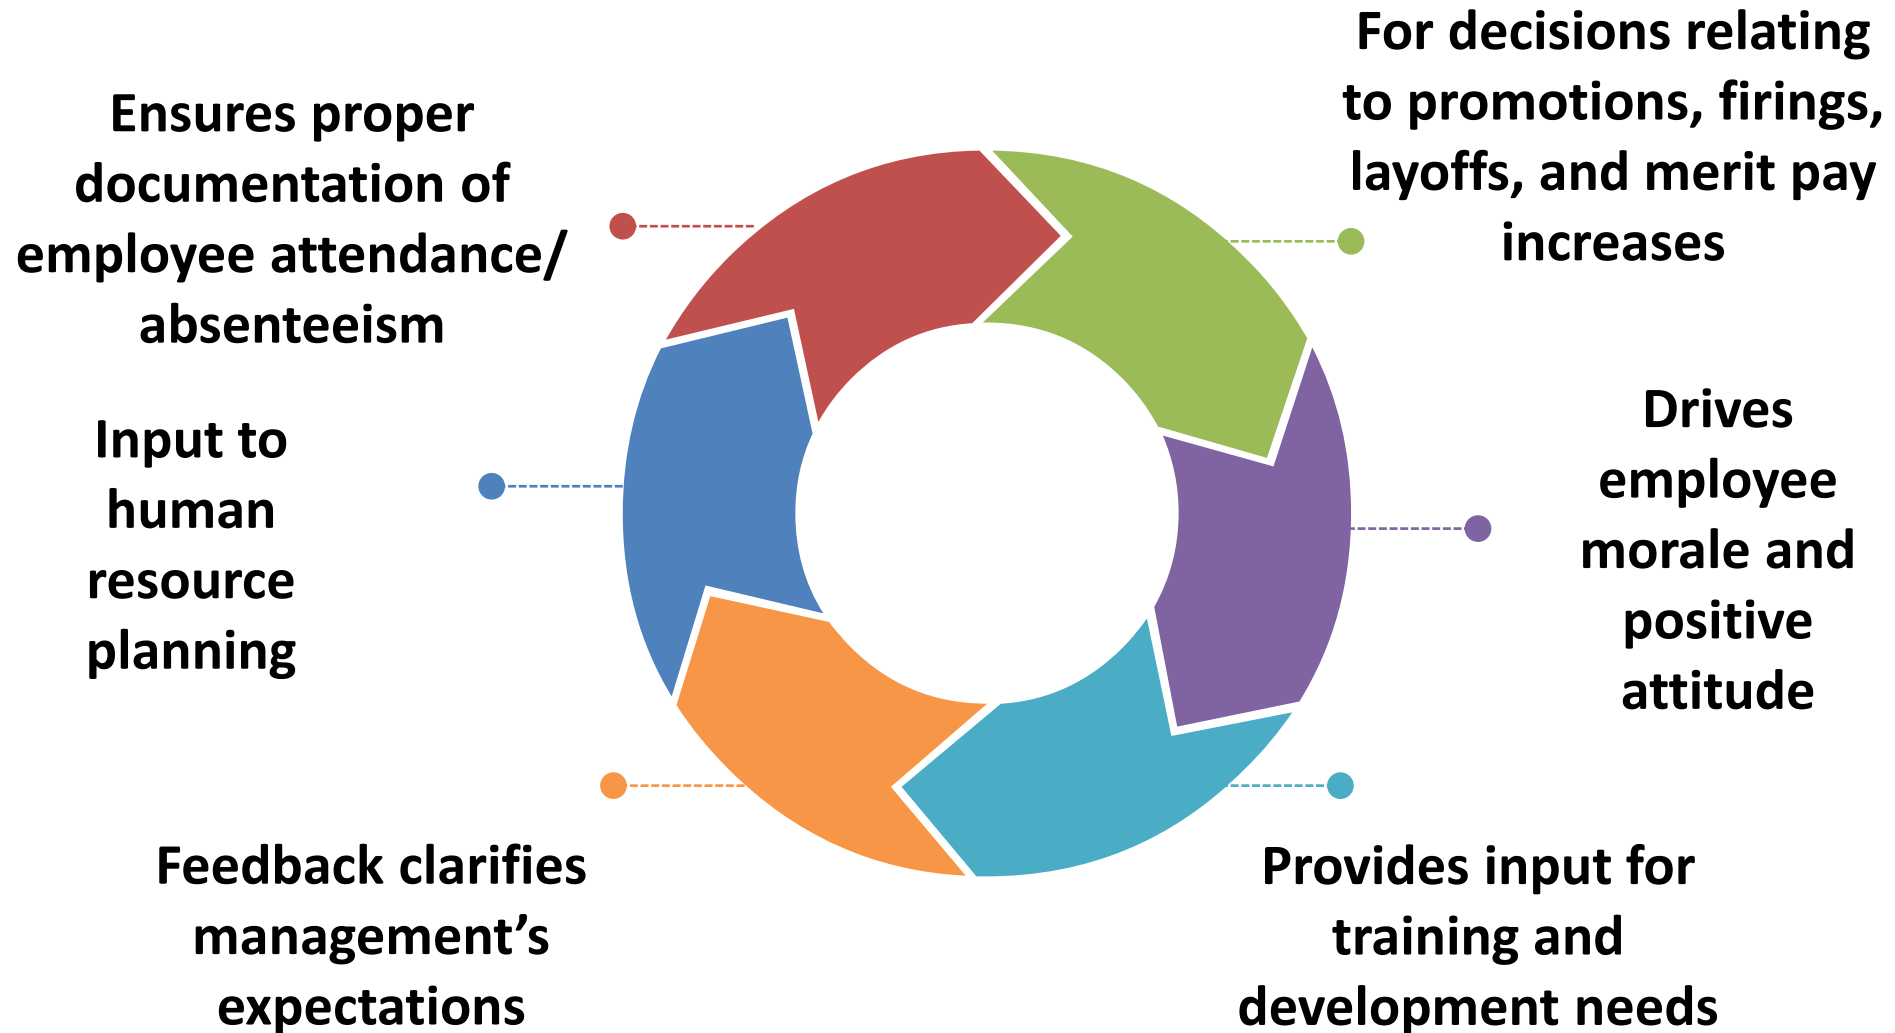 For decisions relating
to promotions, firings,
layoffs, and merit pay
increases
Ensures proper
documentation of
employee attendance/
absenteeism
Drives
employee
morale and
positive
attitude
Input to
human
resource
planning
Feedback clarifies
management’s
expectations
Provides input for
training and
development needs